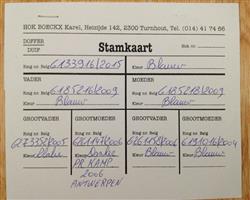 HOK BOECKX Karel, Heizijde 142, 2300 Turnhout, Tel. (014) 41 74 66
DOFFER
DUIF
Stamkaart
Hok nr.
Ring nr Belg 6133916/2015
Kleur Blauw
VADER
MOEDER
Ring nr Belg 6185216/2009
Ring nr Belg 6185213/2009
Kleur Blauw
Kleur Blauw
GROOTVADER
GROOTMOEDER
GROOTVADER
GROOTMOEDER
Ring nr Belg
Ring nr Belg
Ring nr Belg
Ring nr Belg
Kleur
Kleur Donker
Kleur Blauw
Kleur Blauw
PR. KAMP
2006
ANTWERPEN